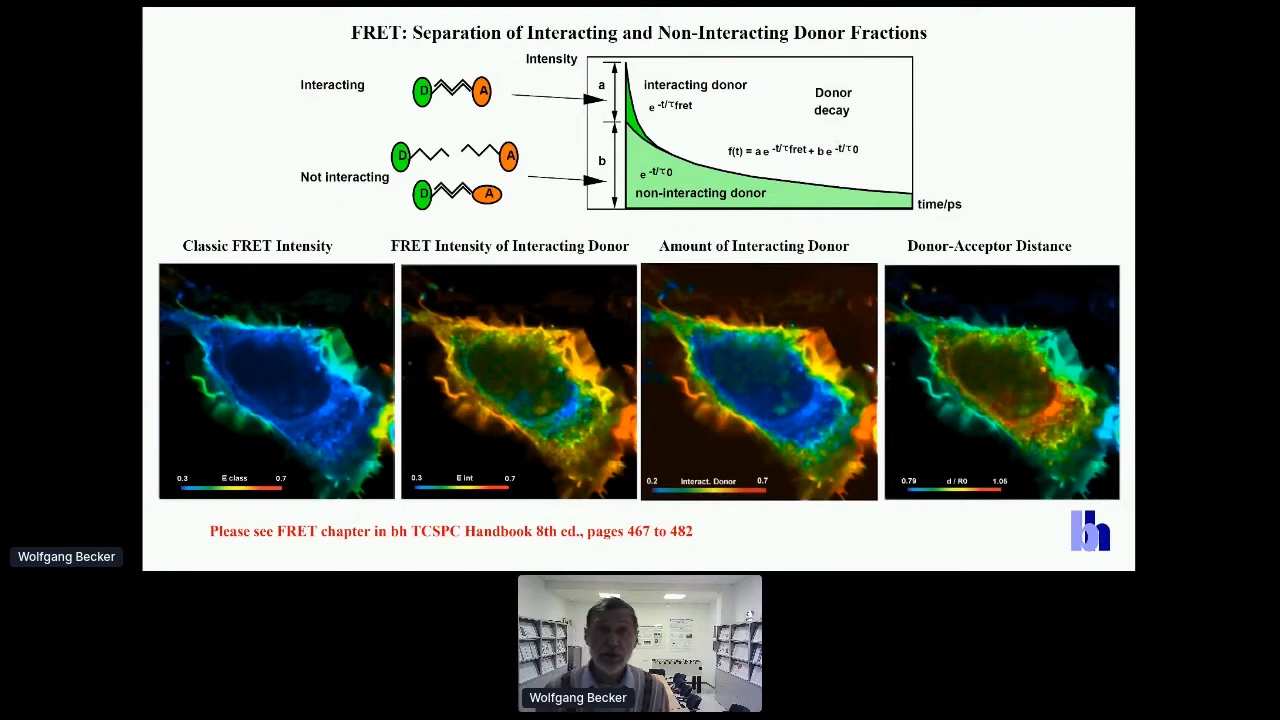 FRET: Separation of Interacting and Non-Interacting Donor Fractions
Intensity
Interacting
D
A
a
interacting donor
e -t/τfret
Donor
decay
D
A
b
f(t) = a e -t/τfret + b e -t/τ0
Not interacting
e -t/τ0
D
A
non-interacting donor
time/ps
Classic FRET Intensity
FRET Intensity of Interacting Donor
Amount of Interacting Donor
Donor-Acceptor Distance
0.3 E class 0.7
0.3 E int 0.7
0.2 Interact. Donor 0.7
0.79 d / R0 1.05
Please see FRET chapter in bh TCSPC Handbook 8th ed., pages 467 to 482
bh
Wolfgang Becker
Wolfgang Becker